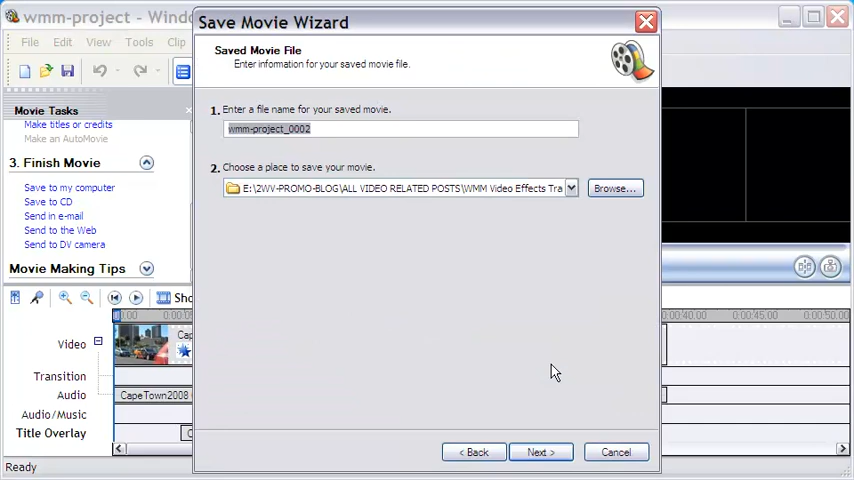 wmm-project - Windo
File Edit View Tools Clip
Movie Tasks
Make titles or credits
Make an AutoMovie
3. Finish Movie
Save to my computer
Save to CD
Send in e-mail
Send to the Web
Send to DV camera
Movie Making Tips
Save Movie Wizard
Saved Movie File
Enter information for your saved movie file.
1. Enter a file name for your saved movie.
wmm-project_0002
2. Choose a place to save your movie.
E:\2WV-PROMO-BLOG\ALL VIDEO RELATED POSTS\WMM Video Effects Tra
Browse...
< Back Next > Cancel
Sho
0:00:40.00 0:00:45.00 0:00:50.00
Video
Cap
Transition
Audio CapeTown2008
Audio/Music
Title Overlay
Ready